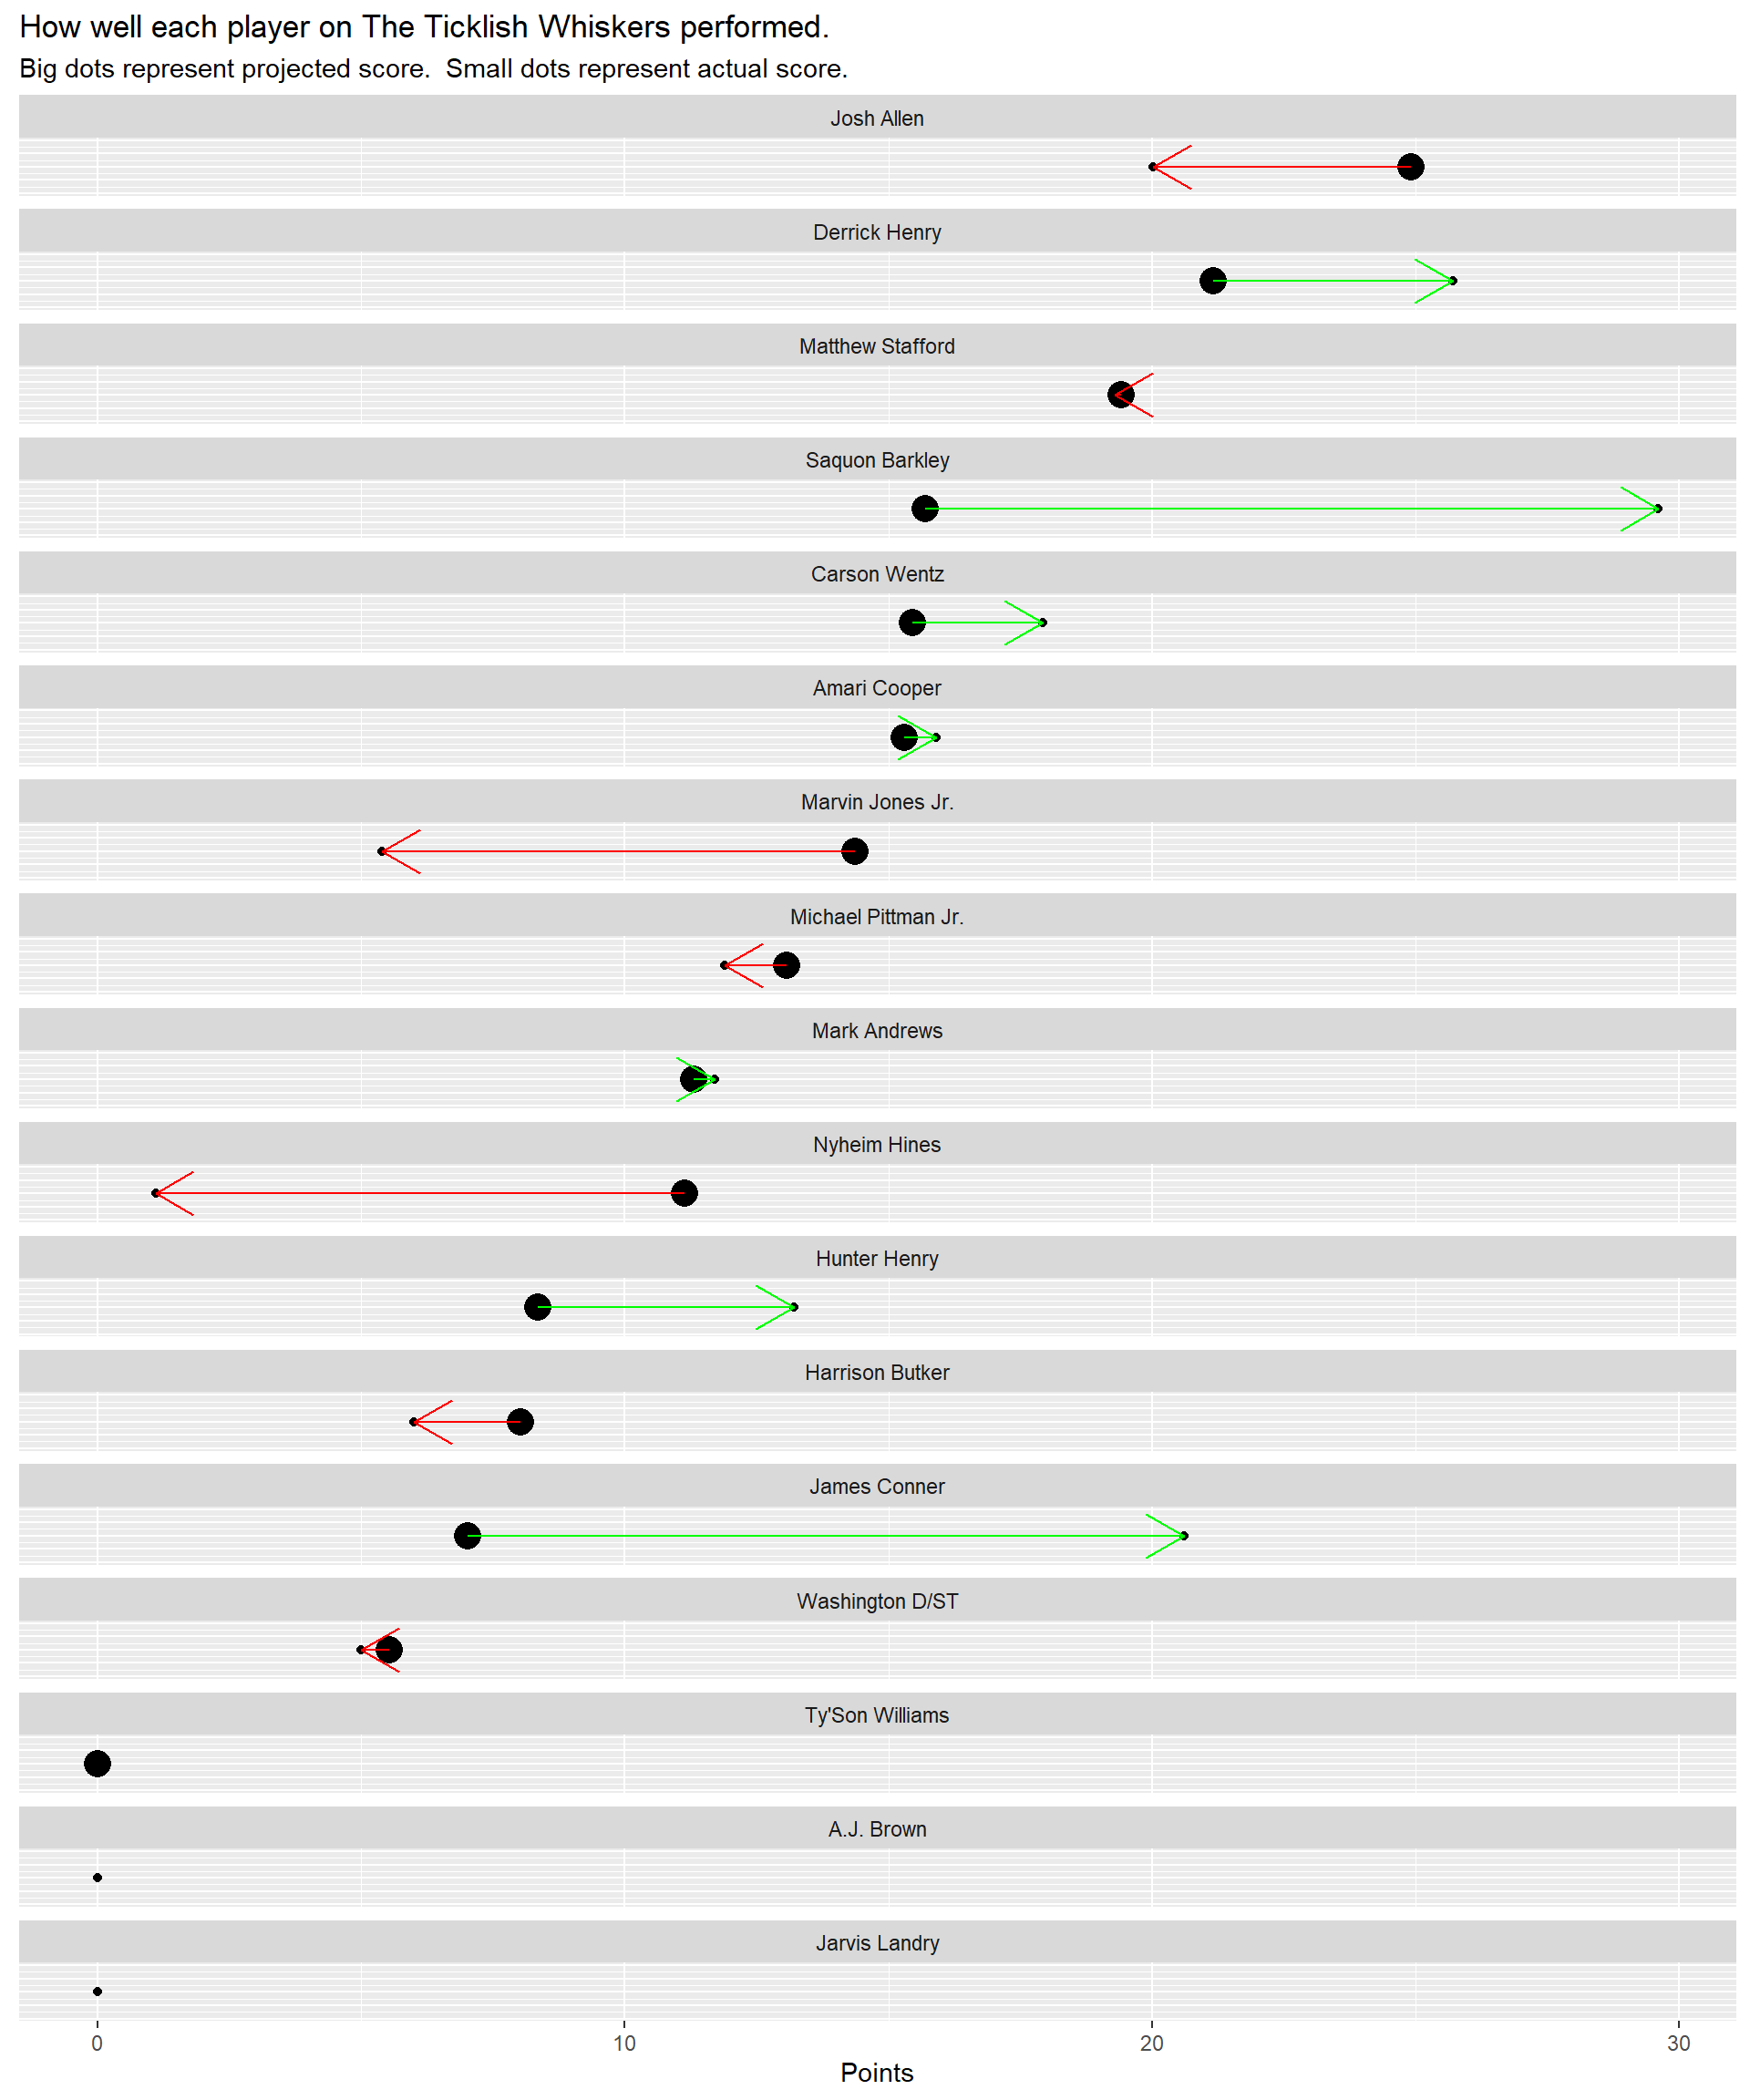 How well each player on The Ticklish Whiskers performed.
Big dots represent projected score.  Small dots represent actual score.
Josh Allen
Derrick Henry
Matthew Stafford
Saquon Barkley
Carson Wentz
Amari Cooper
Marvin Jones Jr.
Michael Pittman Jr.
Mark Andrews
Nyheim Hines
Hunter Henry
Harrison Butker
James Conner
Washington D/ST
Ty'Son Williams
A.J. Brown
Jarvis Landry
0 10 20 30
Points